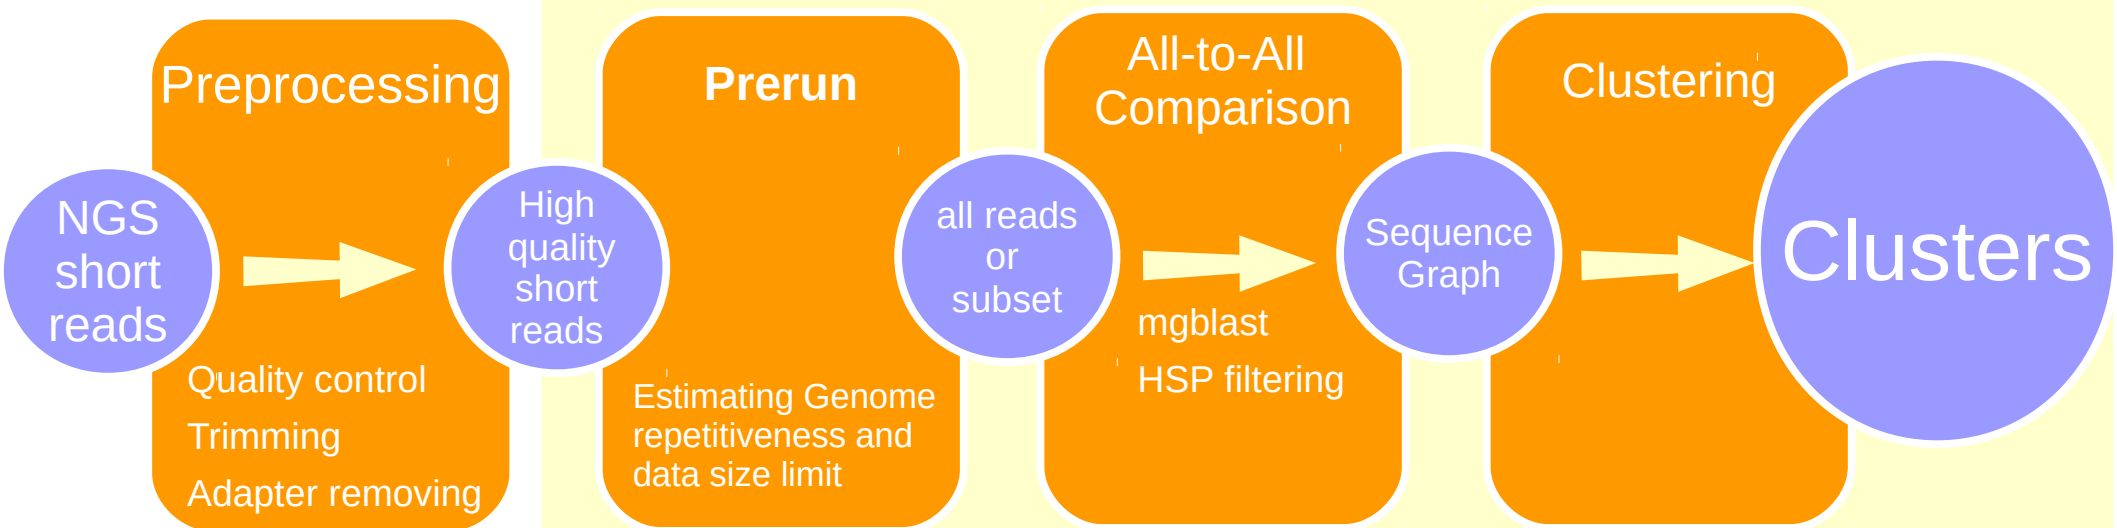 Preprocessing
NGS
short
reads
Quality control
Trimming
Adapter removing
High
quality
short
reads
Prerun
Estimating Genome
repetitiveness and
data size limit
all reads
or
subset
All-to-All
Comparison
mgblast
HSP filtering
Sequence
Graph
Clustering
Clusters